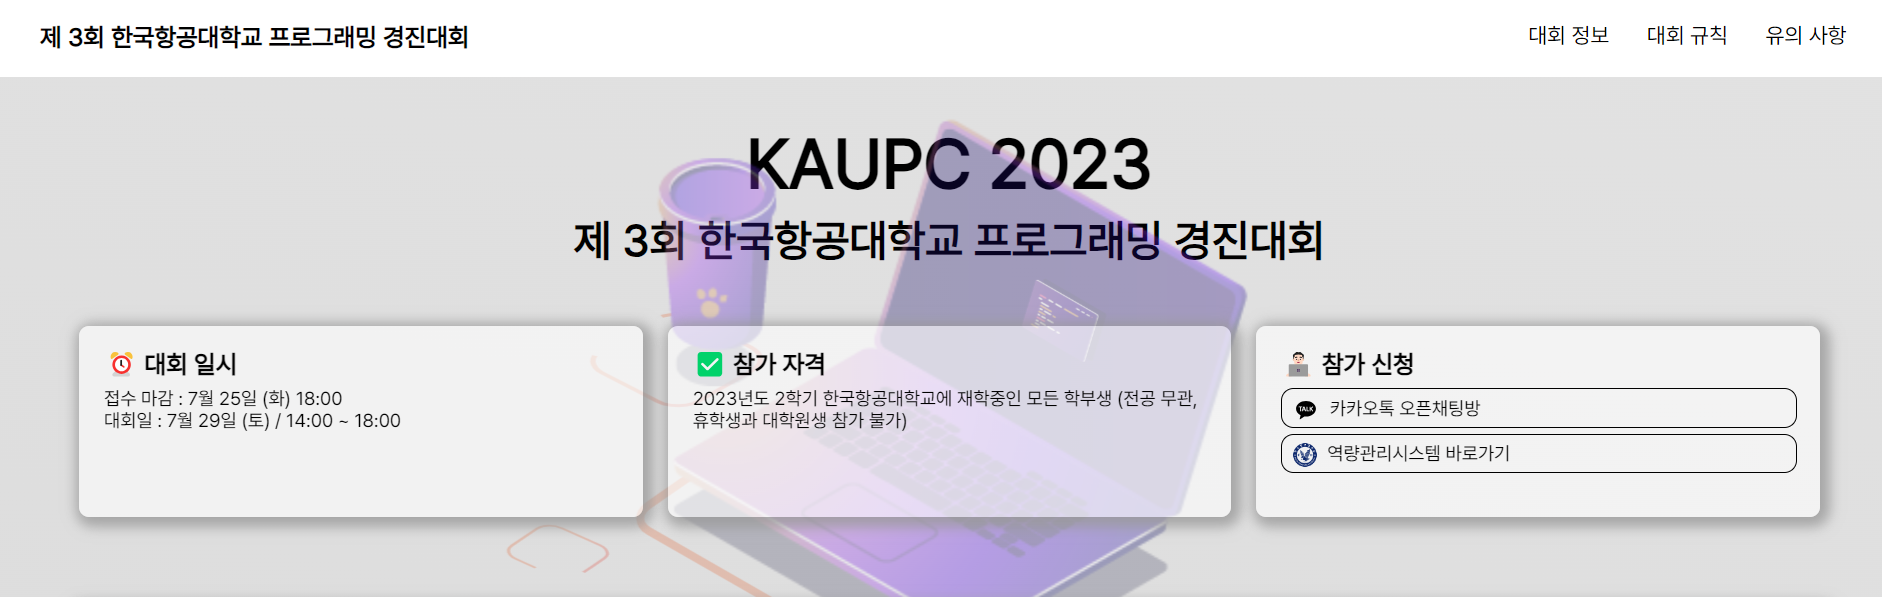 제 3회 한국항공대학교 프로그래밍 경진대회
대회 정보
대회 규칙
유의 사항
KAUPC 2023
제 3회 한국항공대학교 프로그래밍 경진대회
대회 일시
접수 마감 : 7월 25일 (화) 18:00
대회일 : 7월 29일 (토) / 14:00 ~ 18:00
참가 자격
2023년도 2학기 한국항공대학교에 재학중인 모든 학부생 (전공 무관,
휴학생과 대학원생 참가 불가)
참가 신청
TALK 카카오톡 오픈채팅방
역량관리시스템 바로가기